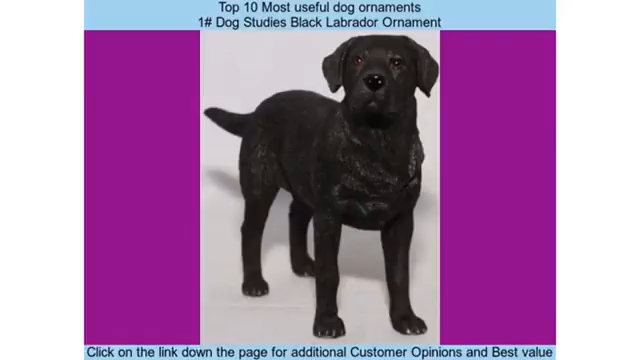 Top 10 Most useful dog ornaments
1# Dog Studies Black Labrador Ornament
Click on the link down the page for additional Customer Opinions and Best value